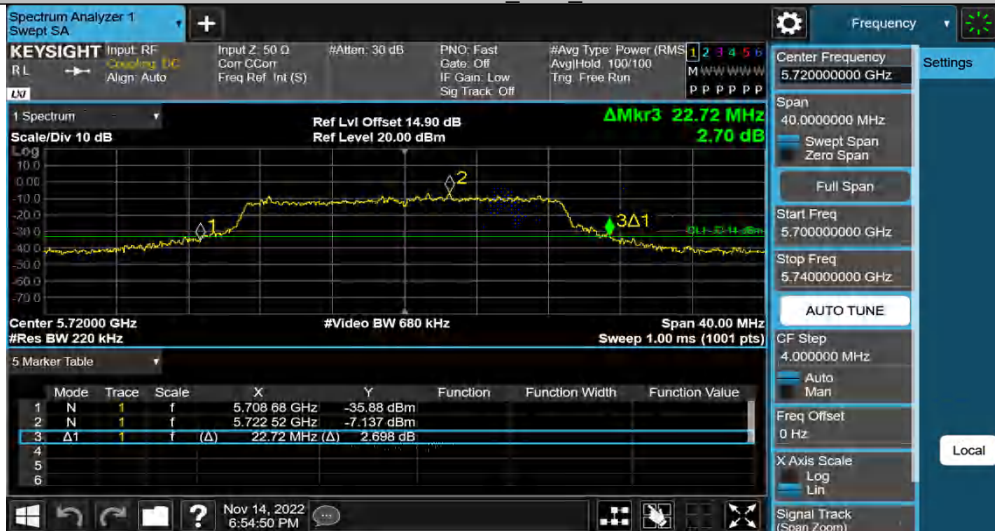 Spectrum Analyzer 1
Swept SA
+
Frequency
KEYSIGHT Input: RF Input Z: 50 Ω #Atten: 30 dB PNO: Fast #Avg Type: Power (RMS 1 2 3 4 5 6
RL Coupling: DC Corr CCorr Gate: Off Avg|Hold: 100/100 M W W W W W
Align: Auto Freq Ref: Int (S) IF Gain: Low Trig: Free Run
LXI Sig Track: Off P P P P P P
1 Spectrum Ref Lvl Offset 14.90 dB ΔMkr3 22.72 MHz
Scale/Div 10 dB Ref Level 20.00 dBm 2.70 dB
Log
10.0
0.00
-10.0
-20.0
-30.0
-40.0
-50.0
-60.0
-70.0
1
2
3Δ1
Center 5.72000 GHz #Video BW 680 kHz Span 40.00 MHz
#Res BW 220 kHz Sweep 1.00 ms (1001 pts)
5 Marker Table
Mode Trace Scale X Y Function Function Width Function Value
1 N 1 f 5.708 68 GHz -35.88 dBm
2 N 1 f 5.722 52 GHz -7.137 dBm
3 Δ1 1 f (Δ) 22.72 MHz (Δ) 2.698 dB
4
5
6
?
Nov 14, 2022
6:54:50 PM
Center Frequency
5.720000000 GHz
Span
40.0000000 MHz
Swept Span
Zero Span
Full Span
Start Freq
5.700000000 GHz
Stop Freq
5.740000000 GHz
AUTO TUNE
CF Step
4.000000 MHz
Auto
Man
Freq Offset
0 Hz
X Axis Scale
Log
Lin
Signal Track
(Span Zoom)
Settings
Local